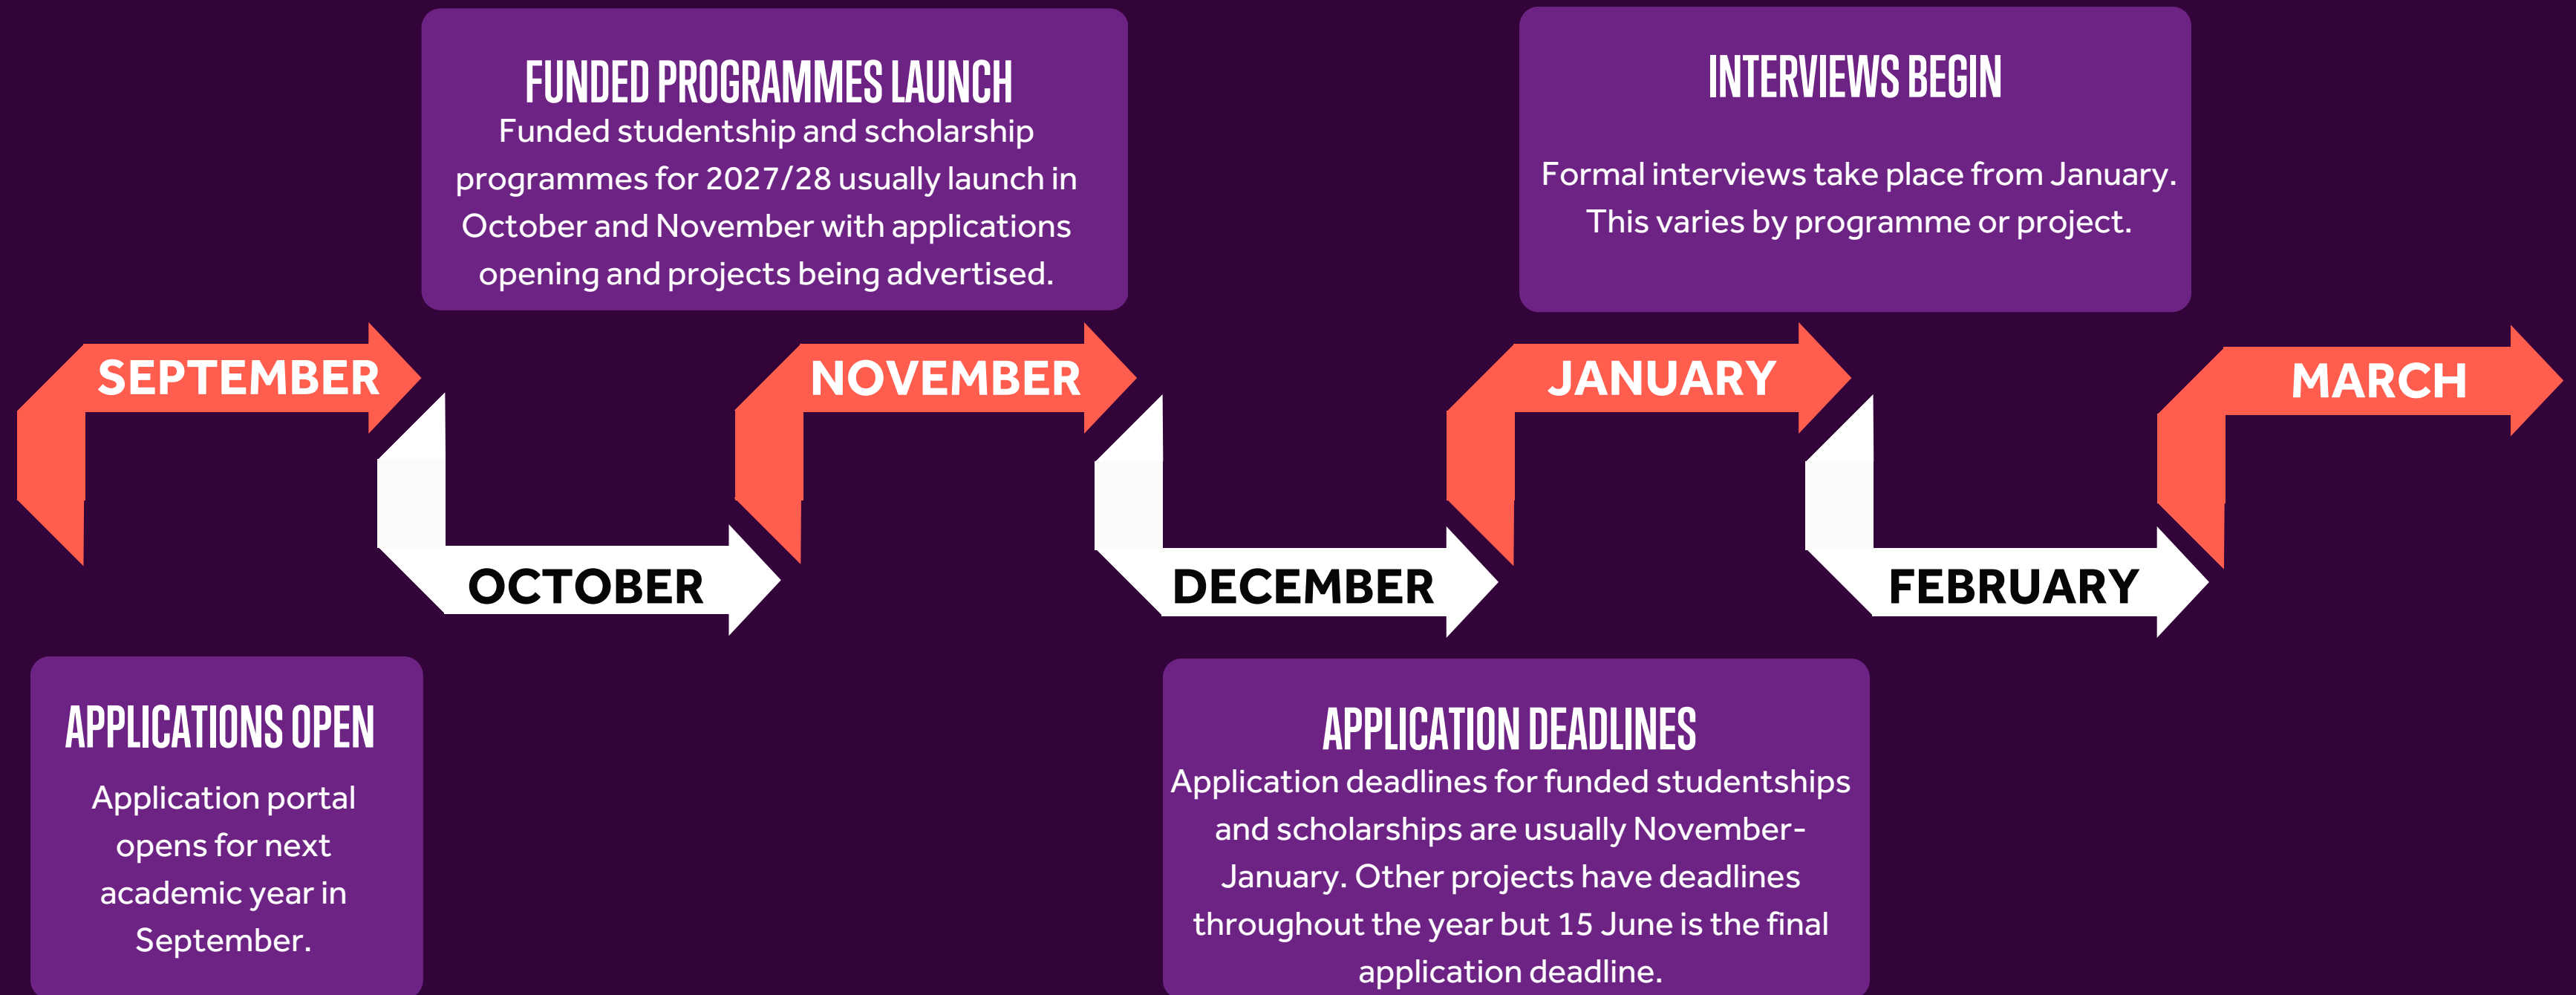 FUNDED PROGRAMMES LAUNCH
Funded studentship and scholarship
programmes for 2027/28 usually launch in
October and November with applications
opening and projects being advertised.
INTERVIEWS BEGIN
Formal interviews take place from January.
This varies by programme or project.
SEPTEMBER
NOVEMBER
JANUARY
MARCH
OCTOBER
DECEMBER
FEBRUARY
APPLICATIONS OPEN
Application portal
opens for next
academic year in
September.
APPLICATION DEADLINES
Application deadlines for funded studentships
and scholarships are usually November-
January. Other projects have deadlines
throughout the year but 15 June is the final
application deadline.